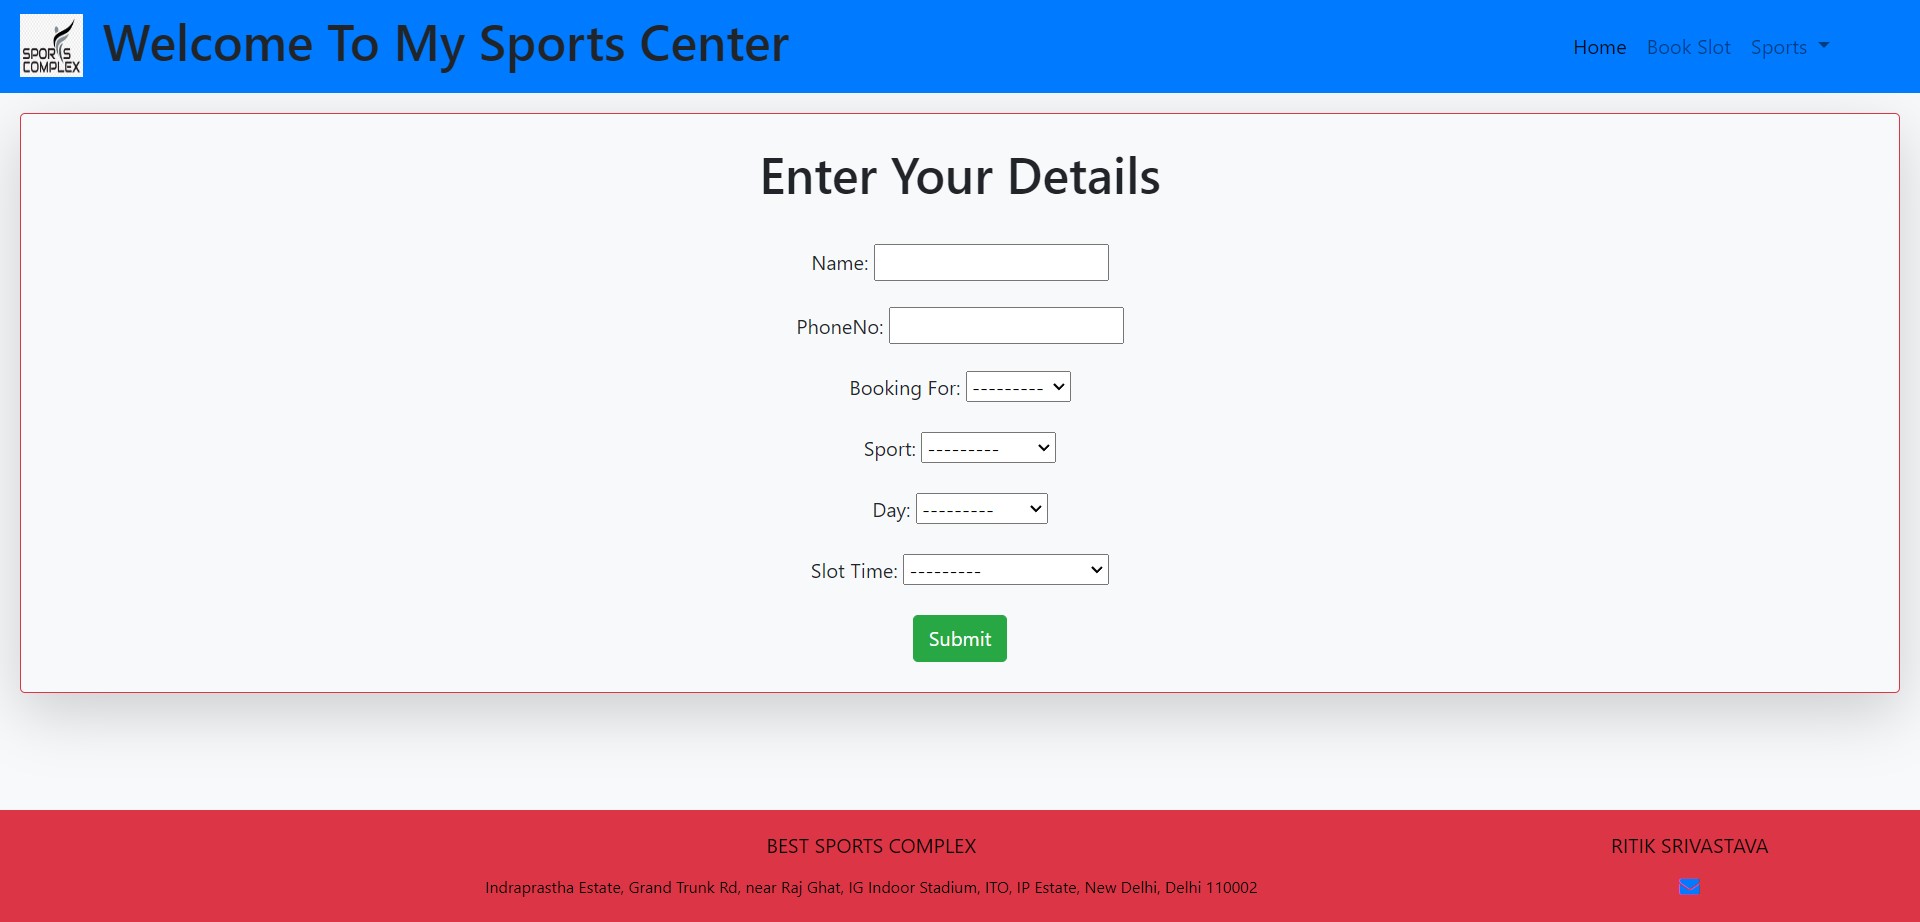 SPORTS
COMPLEX
Welcome To My Sports Center
Home Book Slot Sports
Enter Your Details
Name:
PhoneNo:
Booking For: ---------
Sport: ---------
Day: ---------
Slot Time: ---------
Submit
BEST SPORTS COMPLEX
Indraprastha Estate, Grand Trunk Rd, near Raj Ghat, IG Indoor Stadium, ITO, IP Estate, New Delhi, Delhi 110002
RITIK SRIVASTAVA